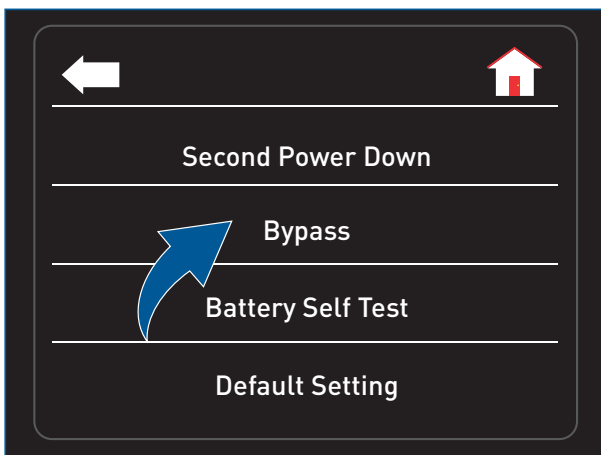 Second Power Down
Bypass
Battery Self Test
Default Setting